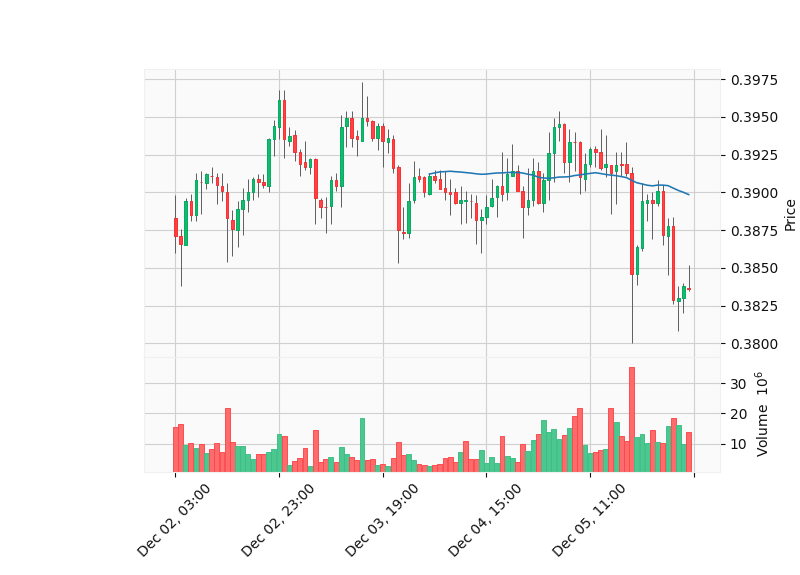 0.3975
0.3950
0.3925
0.3900
0.3875
0.3850
0.3825
0.3800
Price
30
20
10
Volume 10^6
Dec 02, 03:00
Dec 02, 23:00
Dec 03, 19:00
Dec 04, 15:00
Dec 05, 11:00